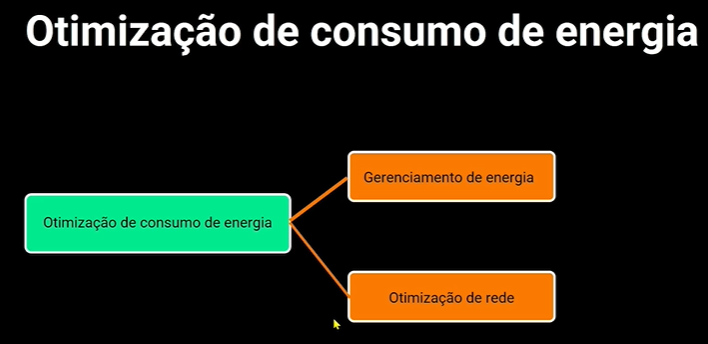 Otimização de consumo de energia
Gerenciamento de energia
Otimização de consumo de energia
Otimização de rede